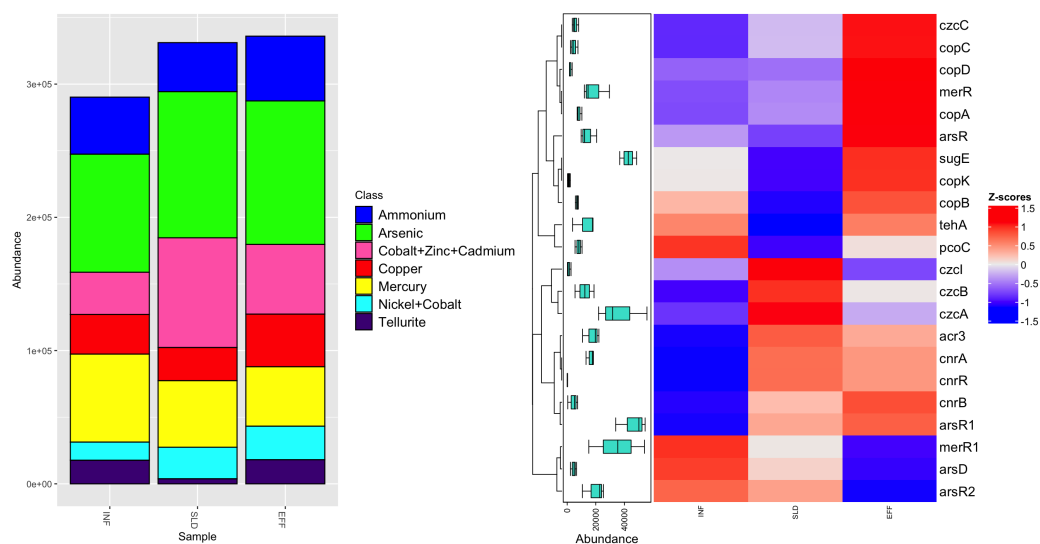 Abundance
3e+05
2e+05
1e+05
0e+00
INF
SLD
EFF
Sample
Class
Ammonium
Arsenic
Cobalt+Zinc+Cadmium
Copper
Mercury
Nickel+Cobalt
Tellurite
czcC
copC
copD
merR
copA
arsR
sugE
copK
copB
tehA
pcoC
czcI
czcB
czcA
acr3
cnrA
cnrR
cnrB
arsR1
merR1
arsD
arsR2
0
20000
40000
Abundance
INF
SLD
EFF
Z-scores
1.5
1
0.5
0
-0.5
-1
-1.5